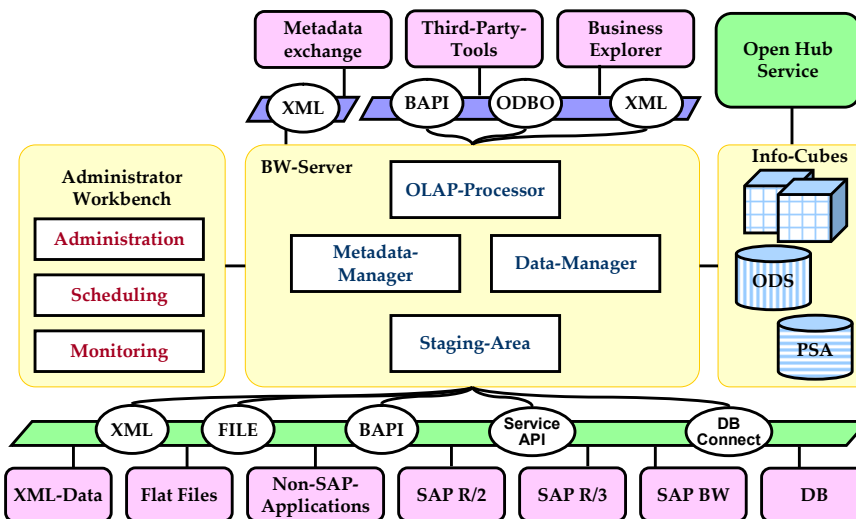 Metadata
exchange
Third-Party-
Tools
Business
Explorer
Open Hub
Service
XML
BAPI
ODBO
XML
Administrator
Workbench
Administration
Scheduling
Monitoring
BW-Server
OLAP-Processor
Metadata-
Manager
Data-Manager
Staging-Area
Info-Cubes
ODS
PSA
XML
FILE
BAPI
Service
API
DB
Connect
XML-Data
Flat Files
Non-SAP-
Applications
SAP R/2
SAP R/3
SAP BW
DB